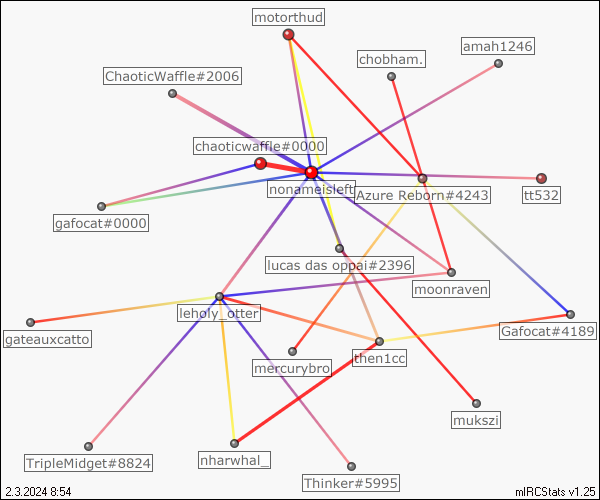 motorthud
amah1246
chobham.
ChaoticWaffle#2006
chaoticwaffle#0000
nonameisleft
Azure Reborn#4243
tt532
gafocat#0000
lucas das oppai#2396
moonraven
leholy_otter
Gafocat#4189
gateauxcatto
then1cc
mercurybro
mukszi
nharwhal_
TripleMidget#8824
Thinker#5995
2.3.2024 8:54
mIRCStats v1.25